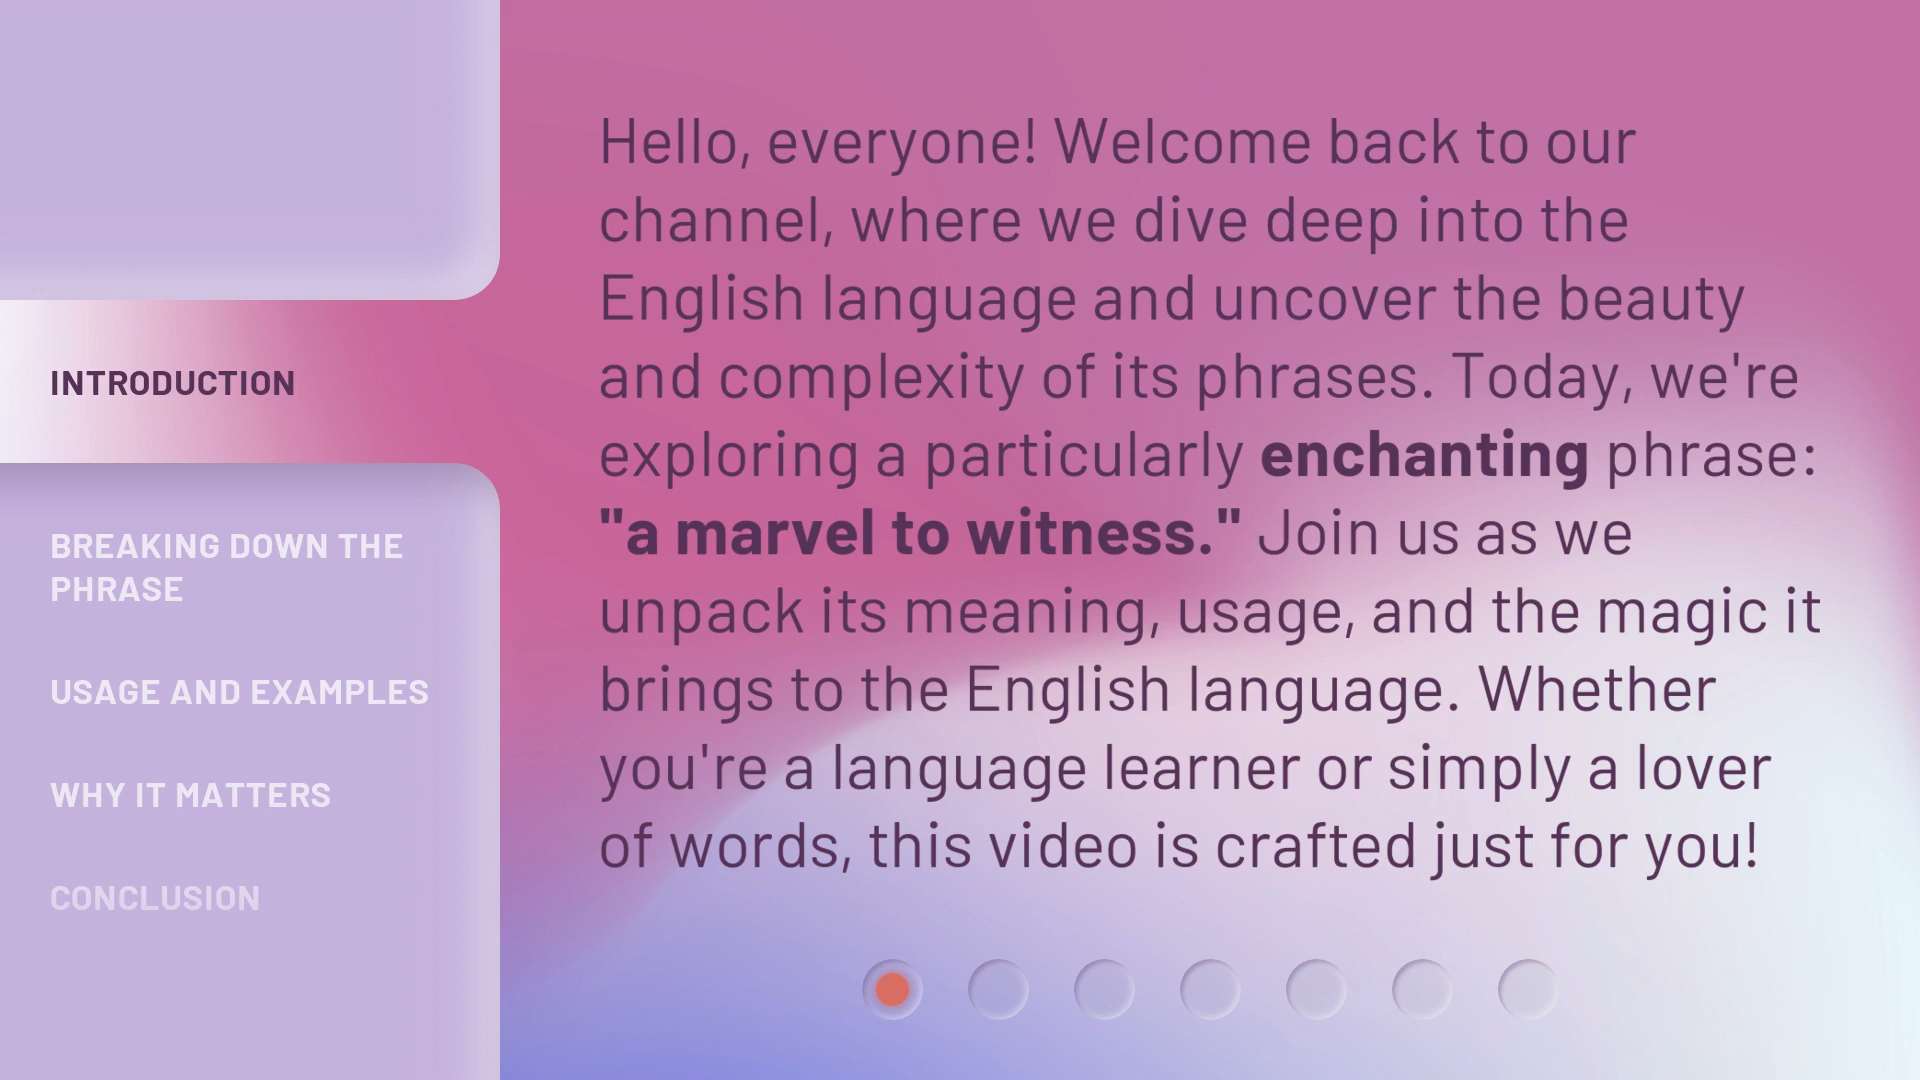 INTRODUCTION
BREAKING DOWN THE
PHRASE
USAGE AND EXAMPLES
WHY IT MATTERS
CONCLUSION
Hello, everyone! Welcome back to our
channel, where we dive deep into the
English language and uncover the beauty
and complexity of its phrases. Today, we're
exploring a particularly enchanting phrase:
"a marvel to witness." Join us as we
unpack its meaning, usage, and the magic it
brings to the English language. Whether
you're a language learner or simply a lover
of words, this video is crafted just for you!